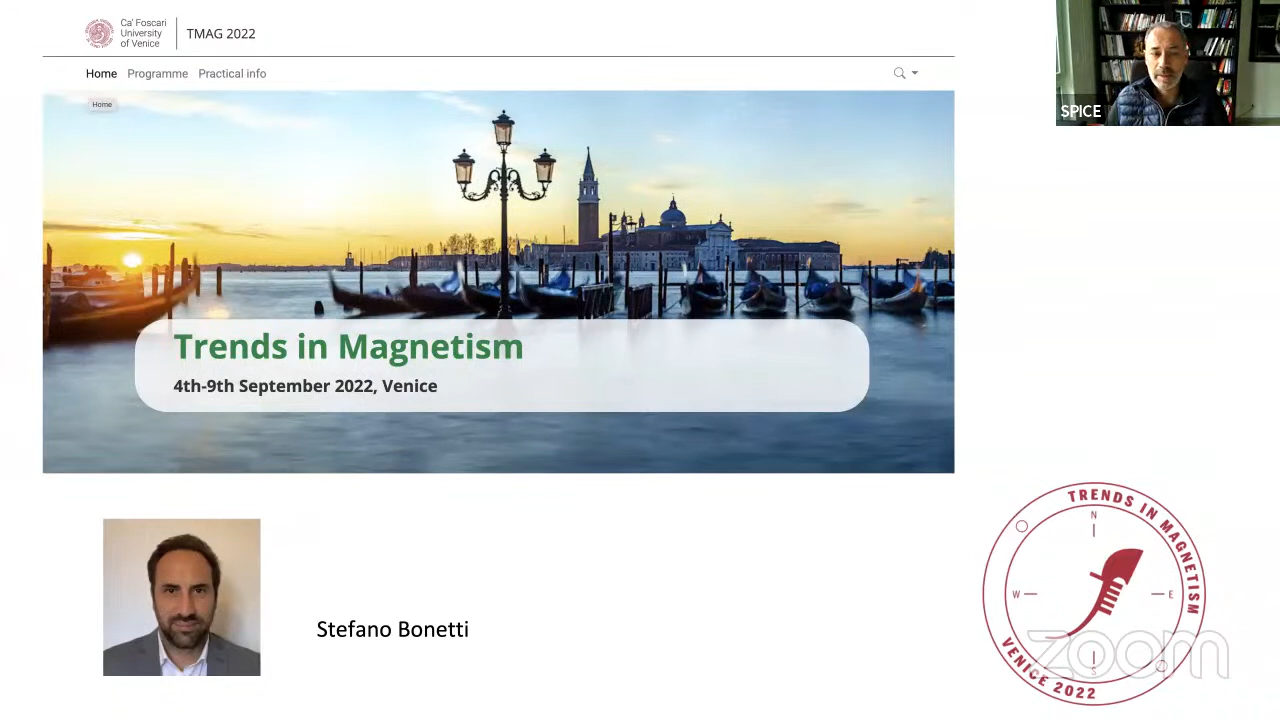 Ca' Foscari
University
of Venice
TMAG 2022
Home Programme Practical info
Home
Trends in Magnetism
4th-9th September 2022, Venice
Stefano Bonetti
SPICE
TRENDS IN MAGNETISM
N
W
E
S
VENICE 2022
zoom